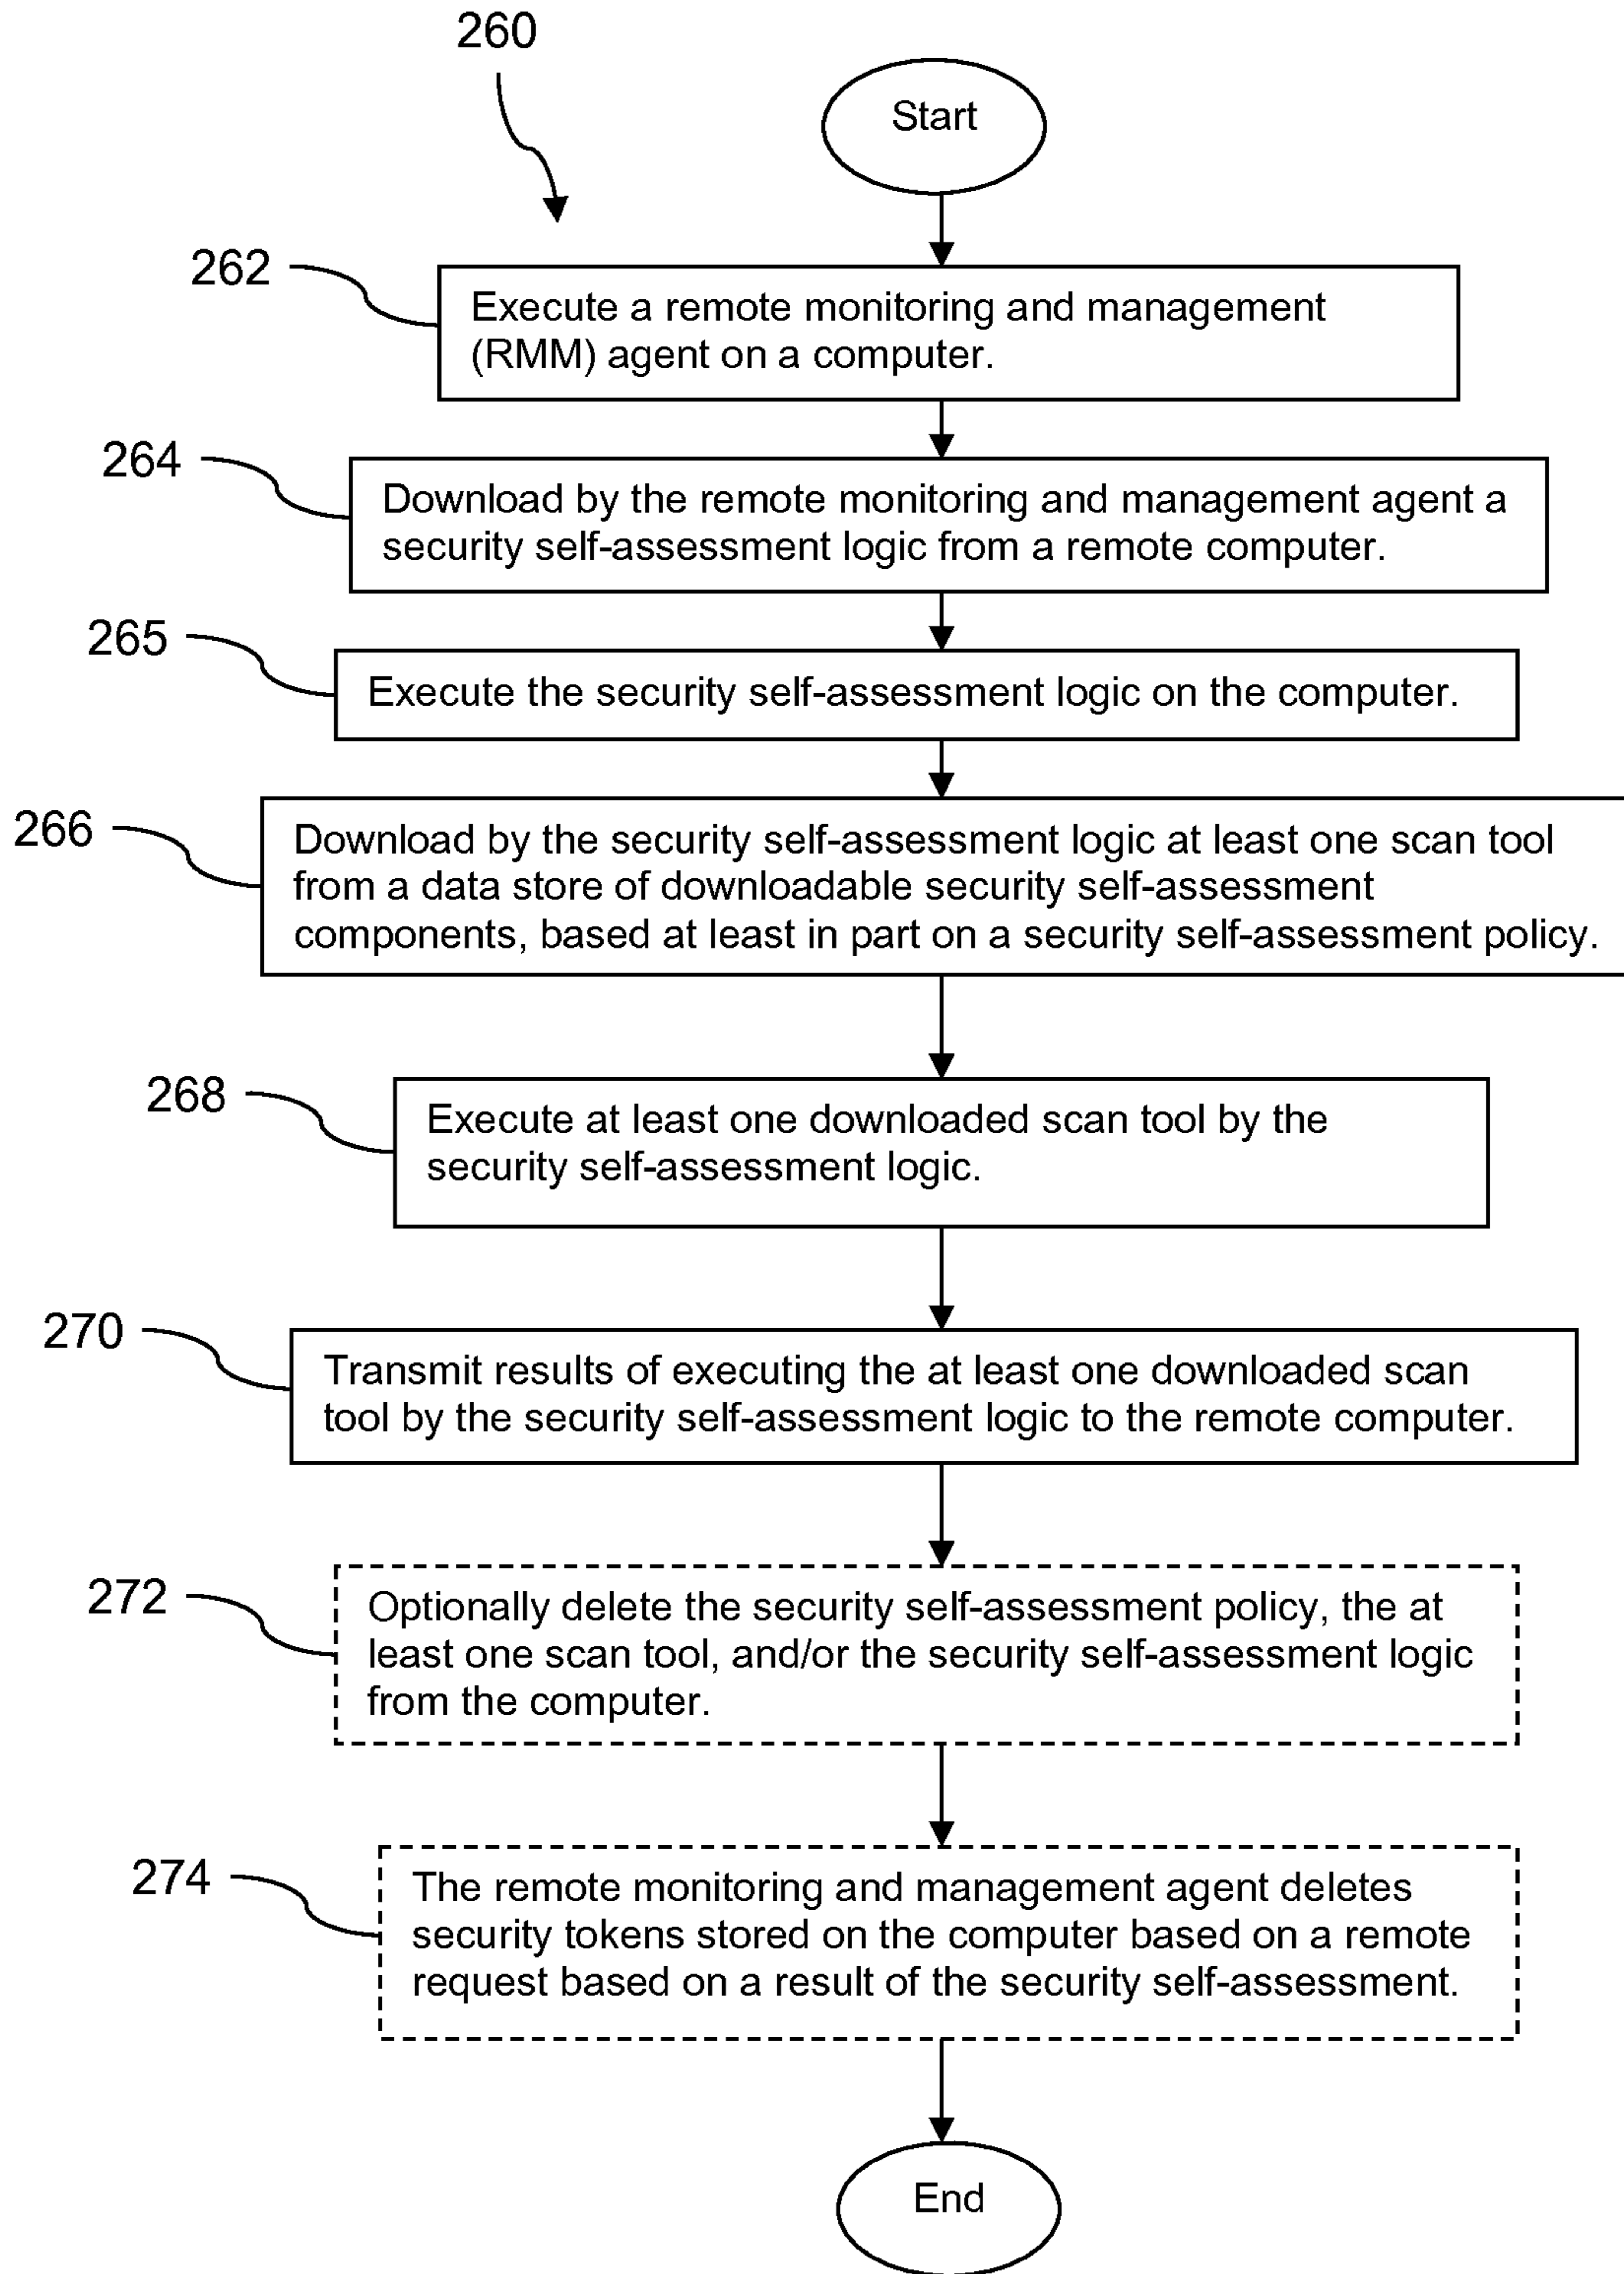 260
Start
262
Execute a remote monitoring and management
(RMM) agent on a computer.
264
Download by the remote monitoring and management agent a
security self-assessment logic from a remote computer.
265
Execute the security self-assessment logic on the computer.
266
Download by the security self-assessment logic at least one scan tool
from a data store of downloadable security self-assessment
components, based at least in part on a security self-assessment policy.
268
Execute at least one downloaded scan tool by the
security self-assessment logic.
270
Transmit results of executing the at least one downloaded scan
tool by the security self-assessment logic to the remote computer.
272
Optionally delete the security self-assessment policy, the at
least one scan tool, and/or the security self-assessment logic
from the computer.
274
The remote monitoring and management agent deletes
security tokens stored on the computer based on a remote
request based on a result of the security self-assessment.
End